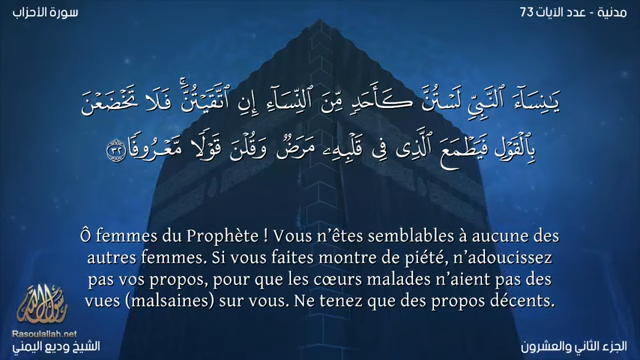 سورة الأحزاب
مدنية - عدد الآيات 73
يَٰنِسَآءَ ٱلنَّبِيِّ لَسْتُنَّ كَأَحَدٍ مِّنَ ٱلنِّسَآءِ إِنِ ٱتَّقَيْتُنَّ ۚ فَلَا تَخْضَعْنَ
بِٱلْقَوْلِ فَيَطْمَعَ ٱلَّذِى فِى قَلْبِهِۦ مَرَضٌ وَقُلْنَ قَوْلًا مَّعْرُوفًا ٣٢
Ô femmes du Prophète ! Vous n’êtes semblables à aucune des
autres femmes. Si vous faites montre de piété, n’adoucissez
pas vos propos, pour que les cœurs malades n’aient pas des
vues (malsaines) sur vous. Ne tenez que des propos décents.
Rasoulallah.net
الشيخ وديع اليمني
الجزء الثاني والعشرون